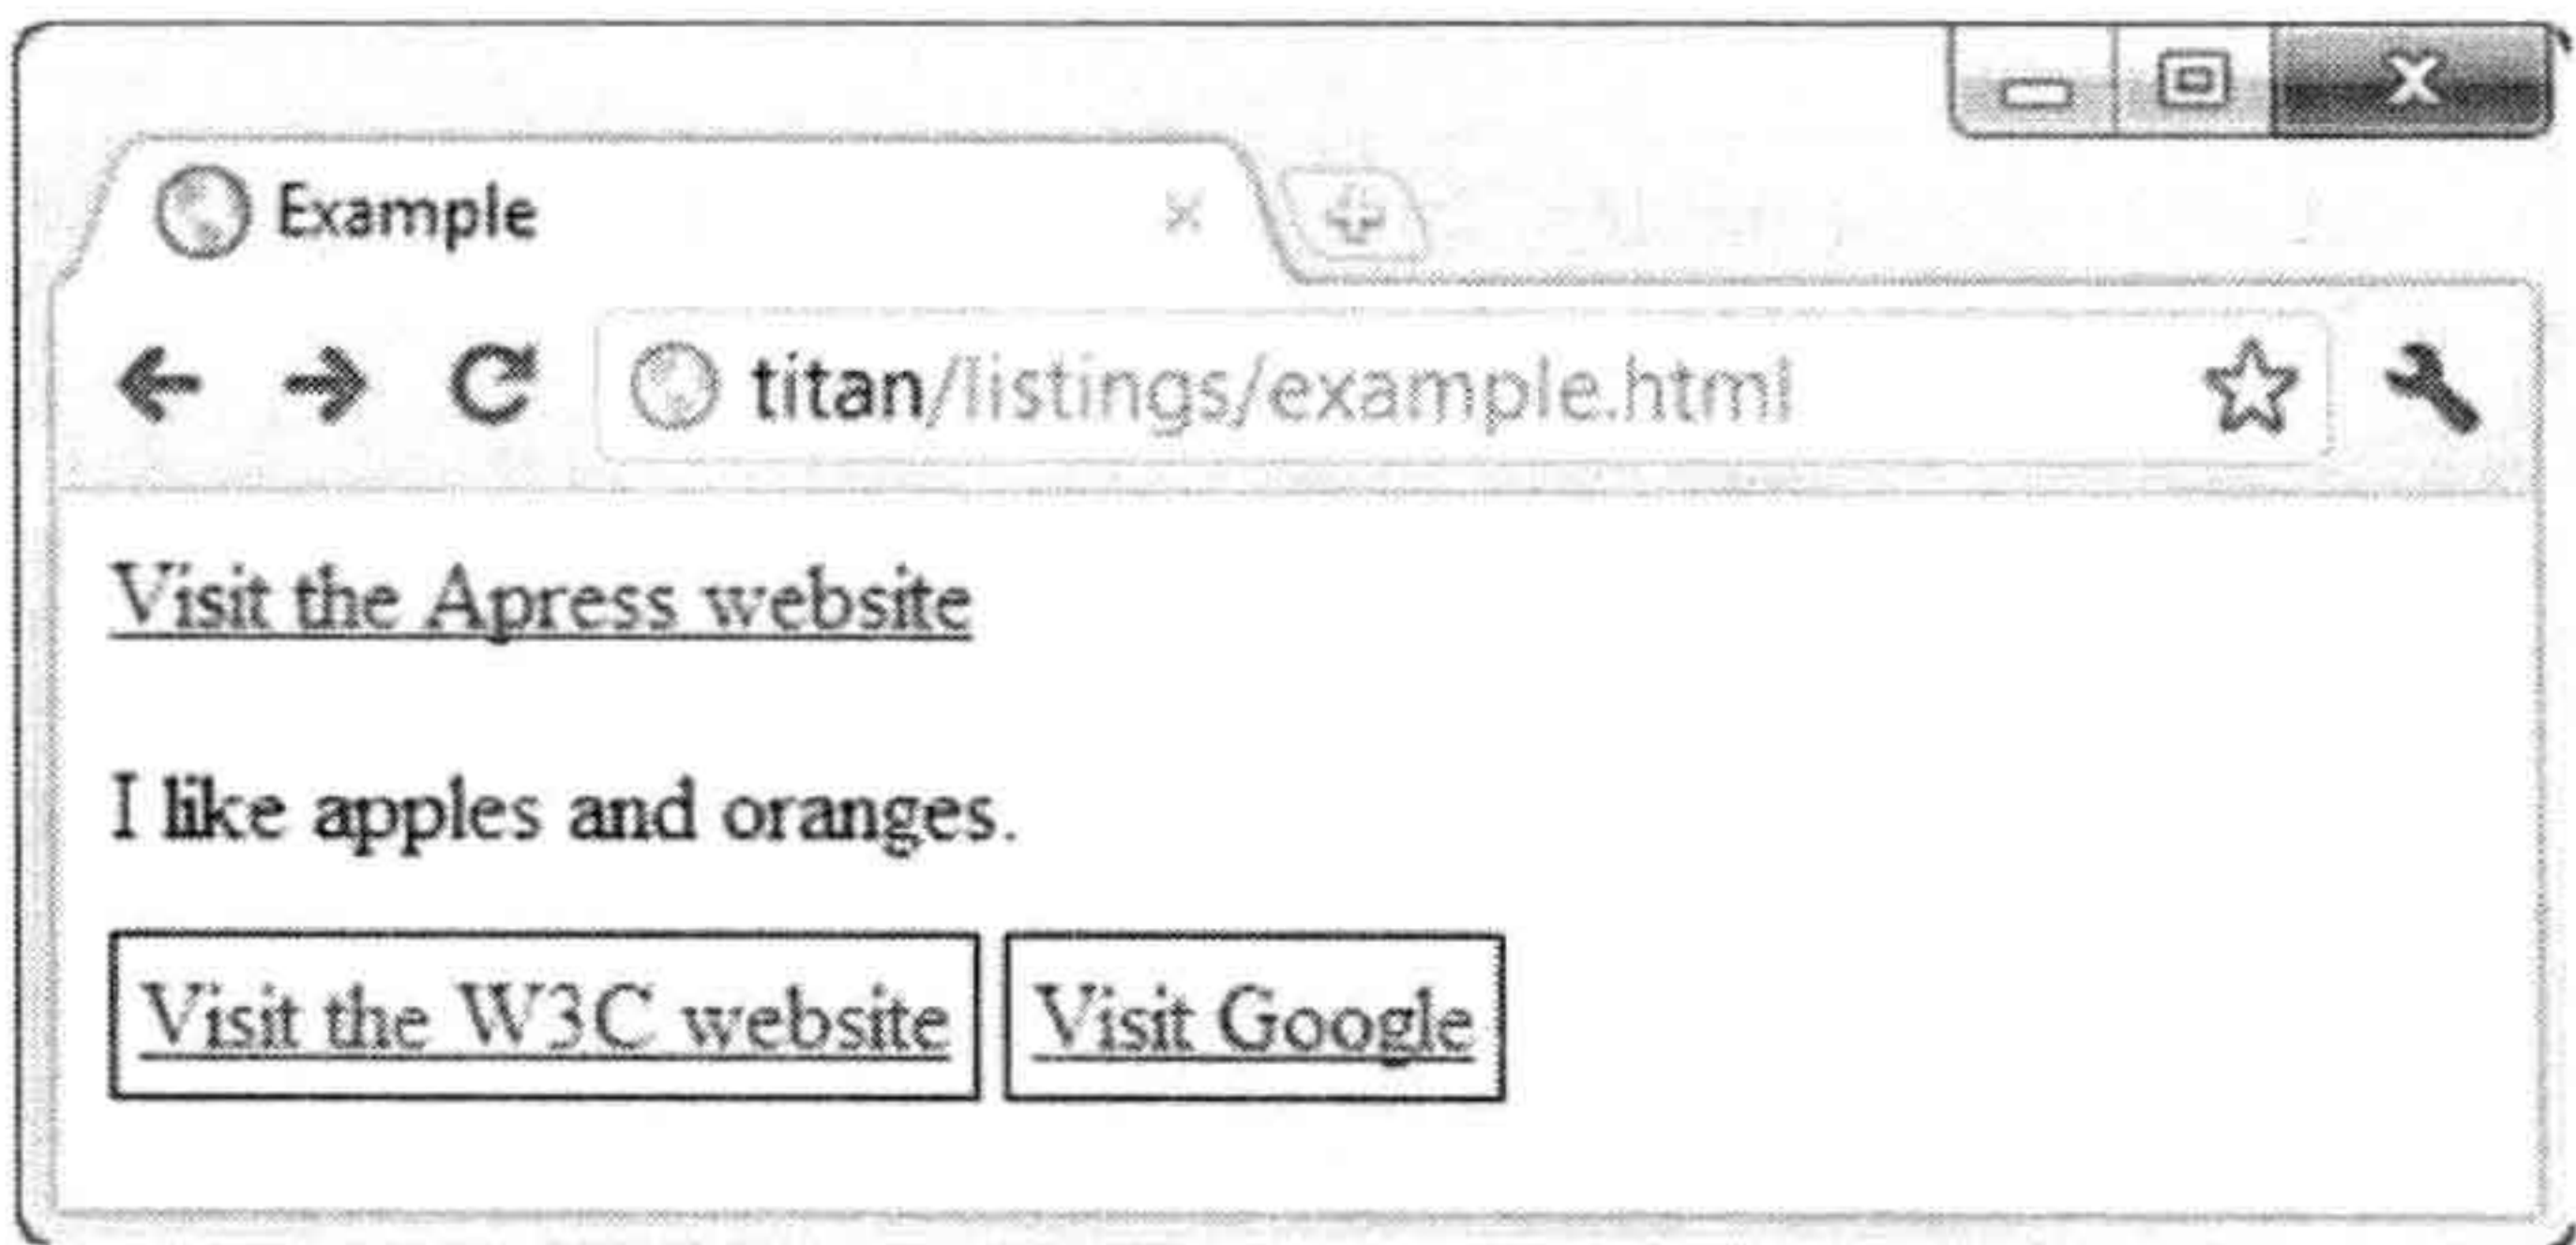 Example
titan/listings/example.html
Visit the Apress website
I like apples and oranges.
Visit the W3C website Visit Google